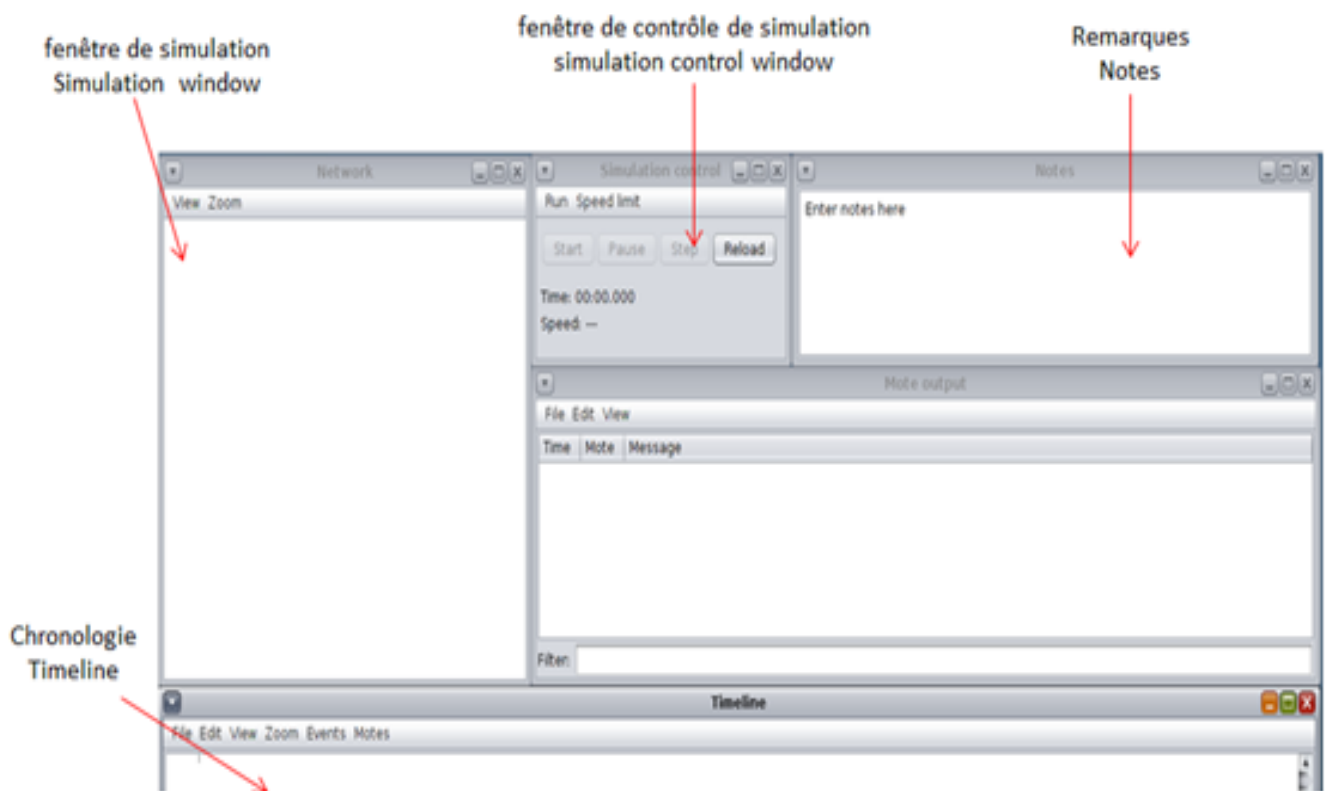 fenêtre de simulation
Simulation window
fenêtre de contrôle de simulation
simulation control window
Remarques
Notes
Network
View Zoom
Simulation control
Run Speed limit
Start Pause Step Reload
Time: 00:00.000
Speed: ---
Notes
Enter notes here
Mote output
File Edit View
Time Mote Message
Filter:
Chronologie
Timeline
Timeline
File Edit View Zoom Events Motes